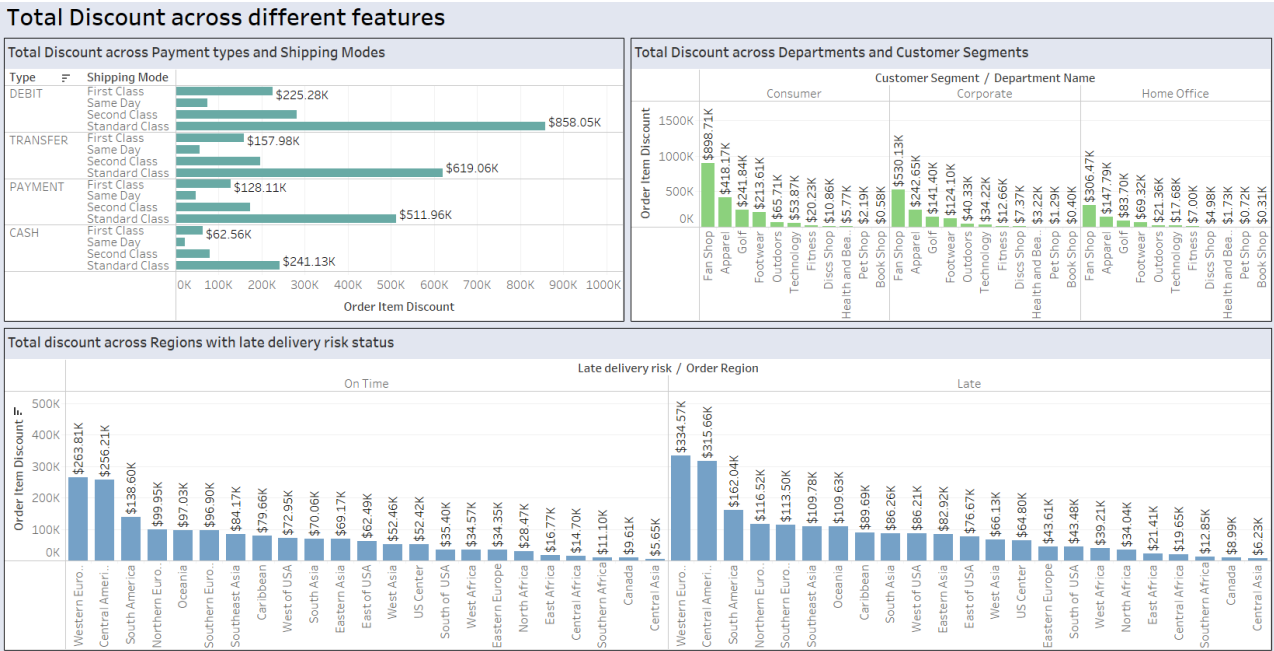 Total Discount across different features
Total Discount across Payment types and Shipping Modes
Type Shipping Mode
DEBIT First Class $225.28K
Same Day
Second Class
Standard Class $858.05K
TRANSFER First Class $157.98K
Same Day
Second Class
Standard Class $619.06K
PAYMENT First Class $128.11K
Same Day
Second Class
Standard Class $511.96K
CASH First Class $62.56K
Same Day
Second Class
Standard Class $241.13K
0K 100K 200K 300K 400K 500K 600K 700K 800K 900K 1000K
Order Item Discount
Total Discount across Departments and Customer Segments
Customer Segment / Department Name
Consumer Corporate Home Office
Order Item Discount
1500K
1000K
500K
0K
$898.71K $418.17K $241.84K $213.61K $65.71K $53.87K $20.23K $10.86K $5.77K $2.19K $0.58K
$530.13K $242.65K $141.40K $124.10K $40.33K $34.22K $12.66K $7.37K $3.22K $1.29K $0.40K
$306.47K $147.79K $83.70K $69.32K $21.36K $17.68K $7.00K $4.98K $1.73K $0.72K $0.31K
Fan Shop Apparel Golf Footwear Outdoors Technology Fitness Discs Shop Health and Bea.. Pet Shop Book Shop
Fan Shop Apparel Golf Footwear Outdoors Technology Fitness Discs Shop Health and Bea.. Pet Shop Book Shop
Fan Shop Apparel Golf Footwear Outdoors Technology Fitness Discs Shop Health and Bea.. Pet Shop Book Shop
Total discount across Regions with late delivery risk status
Late delivery risk / Order Region
On Time Late
Order Item Discount
500K
400K
300K
200K
100K
0K
$263.81K $256.21K $138.60K $99.95K $97.03K $96.90K $84.17K $79.66K $72.95K $70.06K $69.17K $62.49K $52.46K $52.42K $35.40K $34.57K $34.35K $28.47K $16.77K $14.70K $11.10K $9.61K $5.65K
$334.57K $315.66K $162.04K $116.52K $113.50K $109.78K $109.63K $89.69K $86.26K $86.21K $82.92K $76.67K $66.13K $64.80K $43.61K $43.48K $39.21K $34.04K $21.41K $19.65K $12.85K $8.99K $6.23K
Western Euro.. Central Ameri.. South America Northern Euro.. Oceania Southern Euro.. Southeast Asia Caribbean West of USA South Asia Eastern Asia East of USA West Asia US Center South of USA West Africa Eastern Europe North Africa East Africa Central Africa Southern Africa Canada Central Asia
Western Euro.. Central Ameri.. South America Northern Euro.. Southern Euro.. Southeast Asia Oceania Caribbean South Asia West of USA Eastern Asia East of USA West Asia US Center Eastern Europe South of USA West Africa North Africa East Africa Central Africa Southern Africa Canada Central Asia